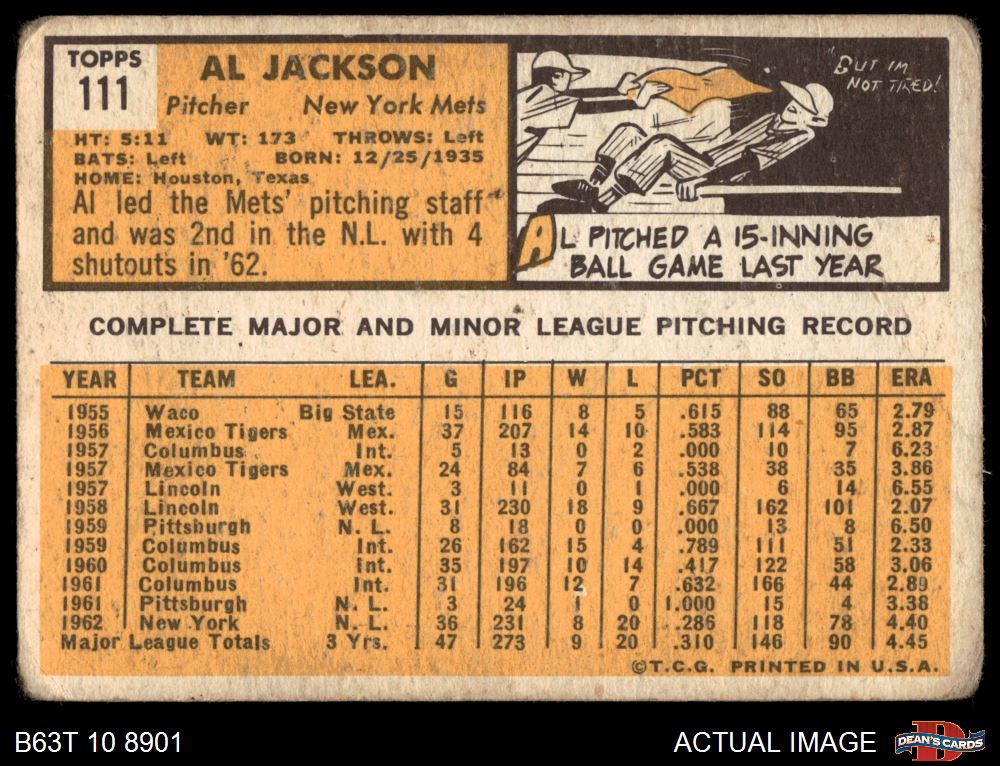 TOPPS
111
AL JACKSON
Pitcher New York Mets
HT: 5:11 WT: 173 THROWS: Left
BATS: Left BORN: 12/25/1935
HOME: Houston, Texas
Al led the Mets' pitching staff
and was 2nd in the N.L. with 4
shutouts in '62.
"BUT IM
NOT TIRED!
AL PITCHED A 15-INNING
BALL GAME LAST YEAR
COMPLETE MAJOR AND MINOR LEAGUE PITCHING RECORD
YEAR TEAM LEA. G IP W L PCT SO BB ERA
1955 Waco Big State 15 116 8 5 .615 88 65 2.79
1956 Mexico Tigers Mex. 37 207 14 10 .583 114 95 2.87
1957 Columbus Int. 5 13 0 2 .000 10 7 6.23
1957 Mexico Tigers Mex. 24 84 7 6 .538 38 35 3.86
1957 Lincoln West. 3 11 0 1 .000 6 14 6.55
1958 Lincoln West. 31 230 18 9 .667 162 101 2.07
1959 Pittsburgh N. L. 8 18 0 0 .000 13 8 6.50
1959 Columbus Int. 26 162 15 4 .789 111 51 2.33
1960 Columbus Int. 35 197 10 14 .417 122 58 3.06
1961 Columbus Int. 31 196 12 7 .632 166 44 2.89
1961 Pittsburgh N. L. 3 24 1 0 1.000 15 4 3.38
1962 New York N. L. 36 231 8 20 .286 118 78 4.40
Major League Totals 3 Yrs. 47 273 9 20 .310 146 90 4.45
©T.C.G. PRINTED IN U.S.A.
B63T 10 8901
ACTUAL IMAGE
DEAN'S CARDS